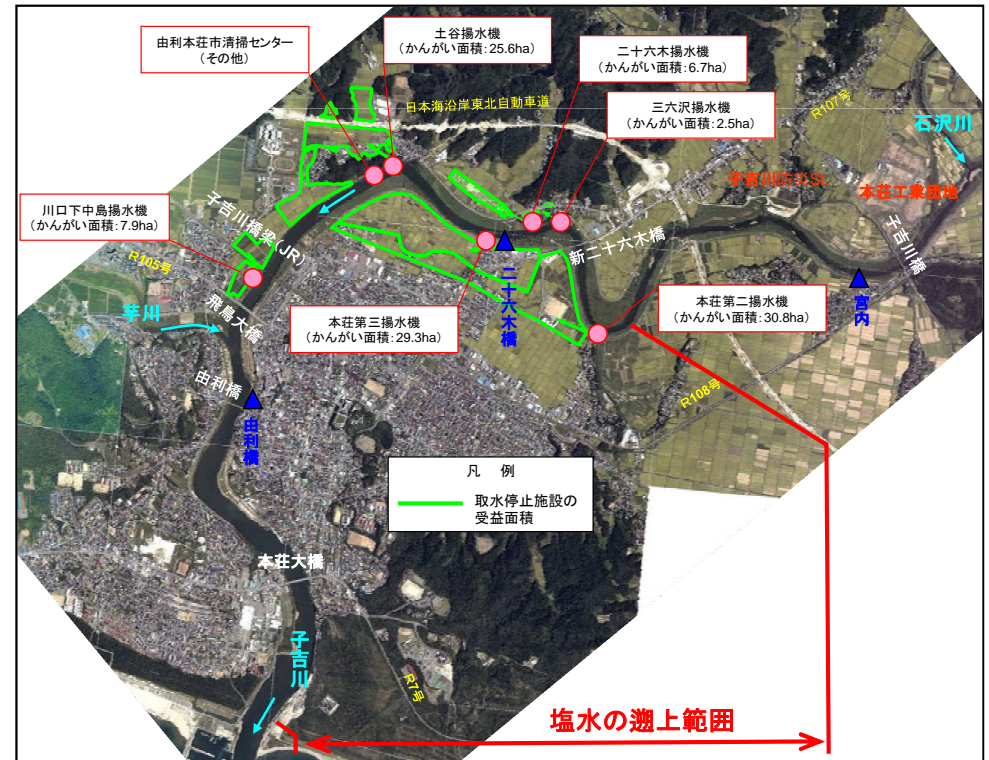 由利本荘市清掃センター
（その他）
土谷揚水機
（かんがい面積：25.6ha）
二十六木揚水機
（かんがい面積：6.7ha）
三六沢揚水機
（かんがい面積：2.5ha）
日本海沿岸東北自動車道
R107号
石沢川
子吉川防災St.
本荘工業団地
川口下中島揚水機
（かんがい面積：7.9ha）
子吉川橋梁（JR）
新二十六木橋
子吉川橋
R105号
二十六木橋
宮内
芋川
飛鳥大橋
本荘第三揚水機
（かんがい面積：29.3ha）
本荘第二揚水機
（かんがい面積：30.8ha）
由利橋
R108号
由利橋
凡　例
取水停止施設の
受益面積
本荘大橋
子吉川
R7号
塩水の遡上範囲